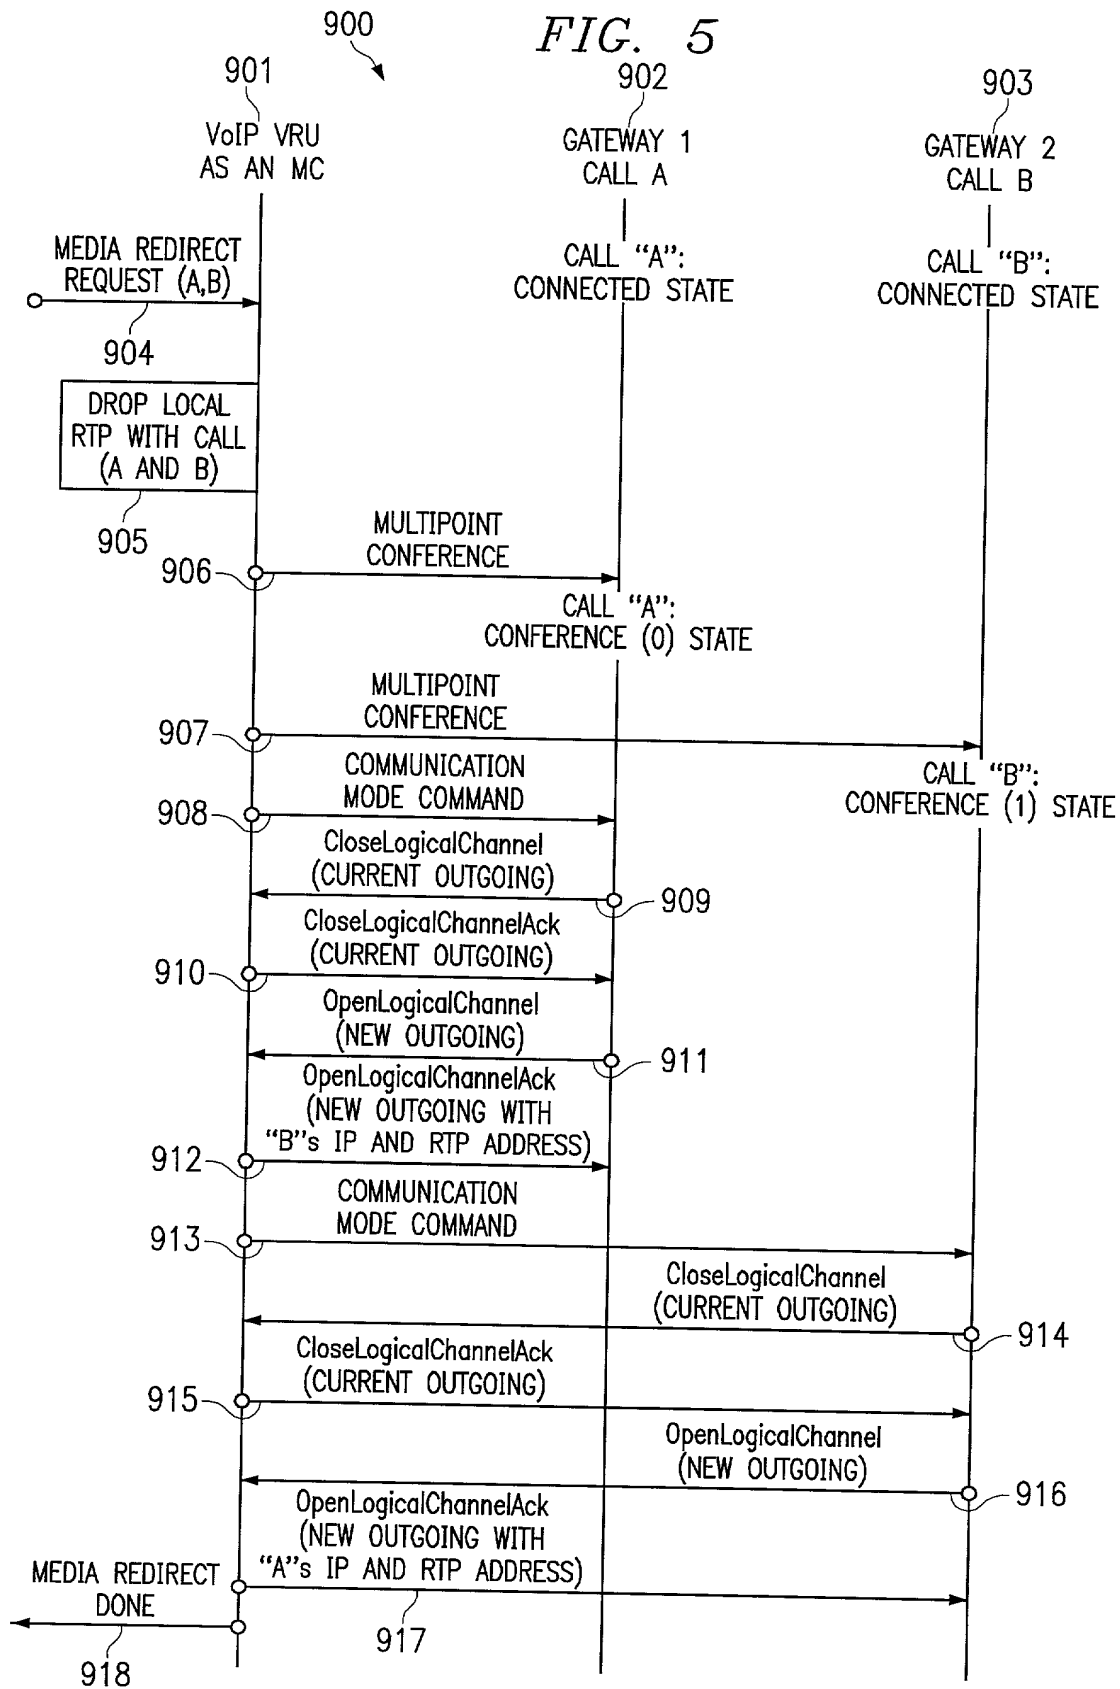 FIG. 5
900
901
VoIP VRU
AS AN MC
902
GATEWAY 1
CALL A
903
GATEWAY 2
CALL B
MEDIA REDIRECT
REQUEST (A,B)
904
CALL “A”:
CONNECTED STATE
CALL “B”:
CONNECTED STATE
DROP LOCAL
RTP WITH CALL
(A AND B)
905
MULTIPOINT
CONFERENCE
906
CALL “A”:
CONFERENCE (0) STATE
MULTIPOINT
CONFERENCE
907
CALL “B”:
CONFERENCE (1) STATE
COMMUNICATION
MODE COMMAND
908
CloseLogicalChannel
(CURRENT OUTGOING)
909
CloseLogicalChannelAck
(CURRENT OUTGOING)
910
OpenLogicalChannel
(NEW OUTGOING)
911
OpenLogicalChannelAck
(NEW OUTGOING WITH
“B”s IP AND RTP ADDRESS)
912
COMMUNICATION
MODE COMMAND
913
CloseLogicalChannel
(CURRENT OUTGOING)
914
CloseLogicalChannelAck
(CURRENT OUTGOING)
915
OpenLogicalChannel
(NEW OUTGOING)
916
OpenLogicalChannelAck
(NEW OUTGOING WITH
“A”s IP AND RTP ADDRESS)
917
MEDIA REDIRECT
DONE
918